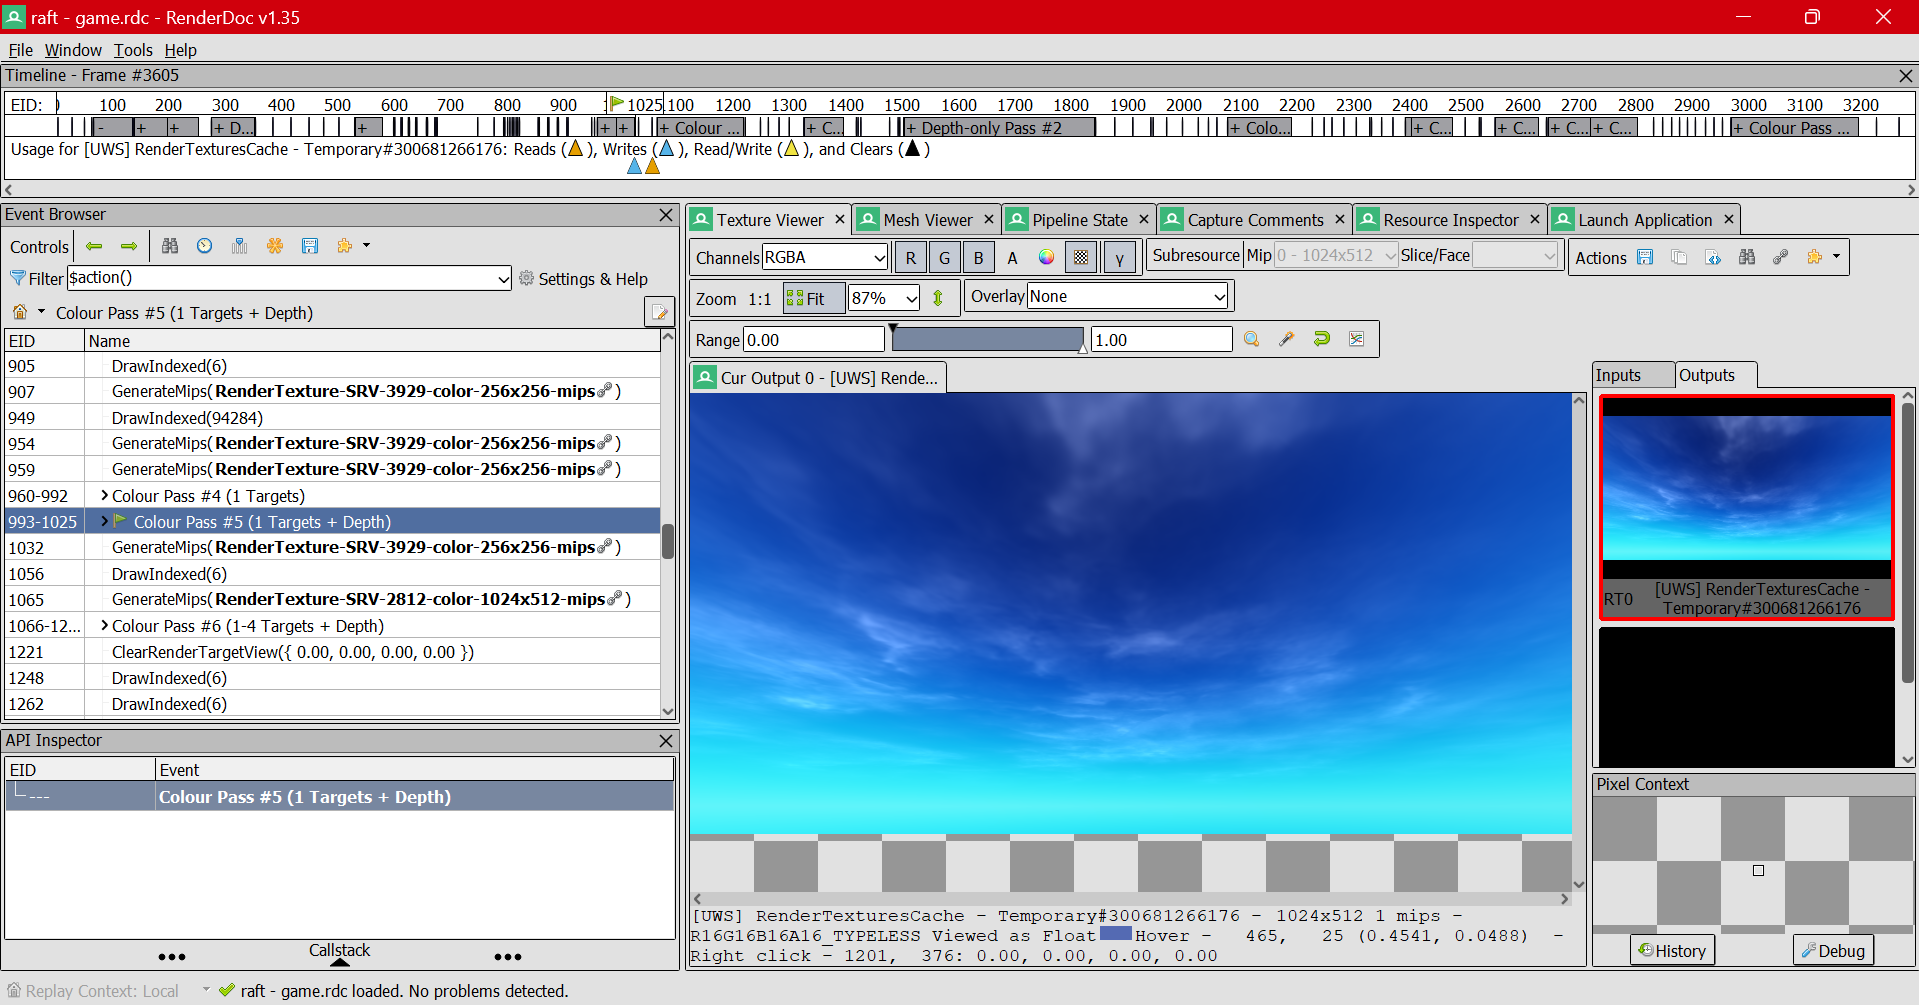 raft - game.rdc - RenderDoc v1.35
File Window Tools Help
Timeline - Frame #3605
EID: 100 200 300 400 500 600 700 800 900 1025 100 1200 1300 1400 1500 1600 1700 1800 1900 2000 2100 2200 2300 2400 2500 2600 2700 2800 2900 3000 3100 3200
- + + + D... + + + + Colour ... + C... + Depth-only Pass #2 + Colo... + C... + C... + C... + C... + Colour Pass ...
Usage for [UWS] RenderTexturesCache - Temporary#300681266176: Reads ( ), Writes ( ), Read/Write ( ), and Clears ( )
Event Browser
Controls
Filter $action() Settings & Help
Colour Pass #5 (1 Targets + Depth)
EID Name
905 DrawIndexed(6)
907 GenerateMips( RenderTexture-SRV-3929-color-256x256-mips )
949 DrawIndexed(94284)
954 GenerateMips( RenderTexture-SRV-3929-color-256x256-mips )
959 GenerateMips( RenderTexture-SRV-3929-color-256x256-mips )
960-992 Colour Pass #4 (1 Targets)
993-1025 Colour Pass #5 (1 Targets + Depth)
1032 GenerateMips( RenderTexture-SRV-3929-color-256x256-mips )
1056 DrawIndexed(6)
1065 GenerateMips( RenderTexture-SRV-2812-color-1024x512-mips )
1066-12... Colour Pass #6 (1-4 Targets + Depth)
1221 ClearRenderTargetView({ 0.00, 0.00, 0.00, 0.00 })
1248 DrawIndexed(6)
1262 DrawIndexed(6)
API Inspector
EID Event
--- Colour Pass #5 (1 Targets + Depth)
... Callstack ...
Texture Viewer Mesh Viewer Pipeline State Capture Comments Resource Inspector Launch Application
Channels RGBA R G B A γ Subresource Mip 0 - 1024x512 Slice/Face Actions
Zoom 1:1 Fit 87% Overlay None
Range 0.00 1.00
Cur Output 0 - [UWS] Rende...
[UWS] RenderTexturesCache - Temporary#300681266176 - 1024x512 1 mips -
R16G16B16A16_TYPELESS Viewed as Float Hover - 465, 25 (0.4541, 0.0488) -
Right click - 1201, 376: 0.00, 0.00, 0.00, 0.00
Inputs Outputs
RT0 [UWS] RenderTexturesCache -
Temporary#300681266176
Pixel Context
History Debug
Replay Context: Local raft - game.rdc loaded. No problems detected.